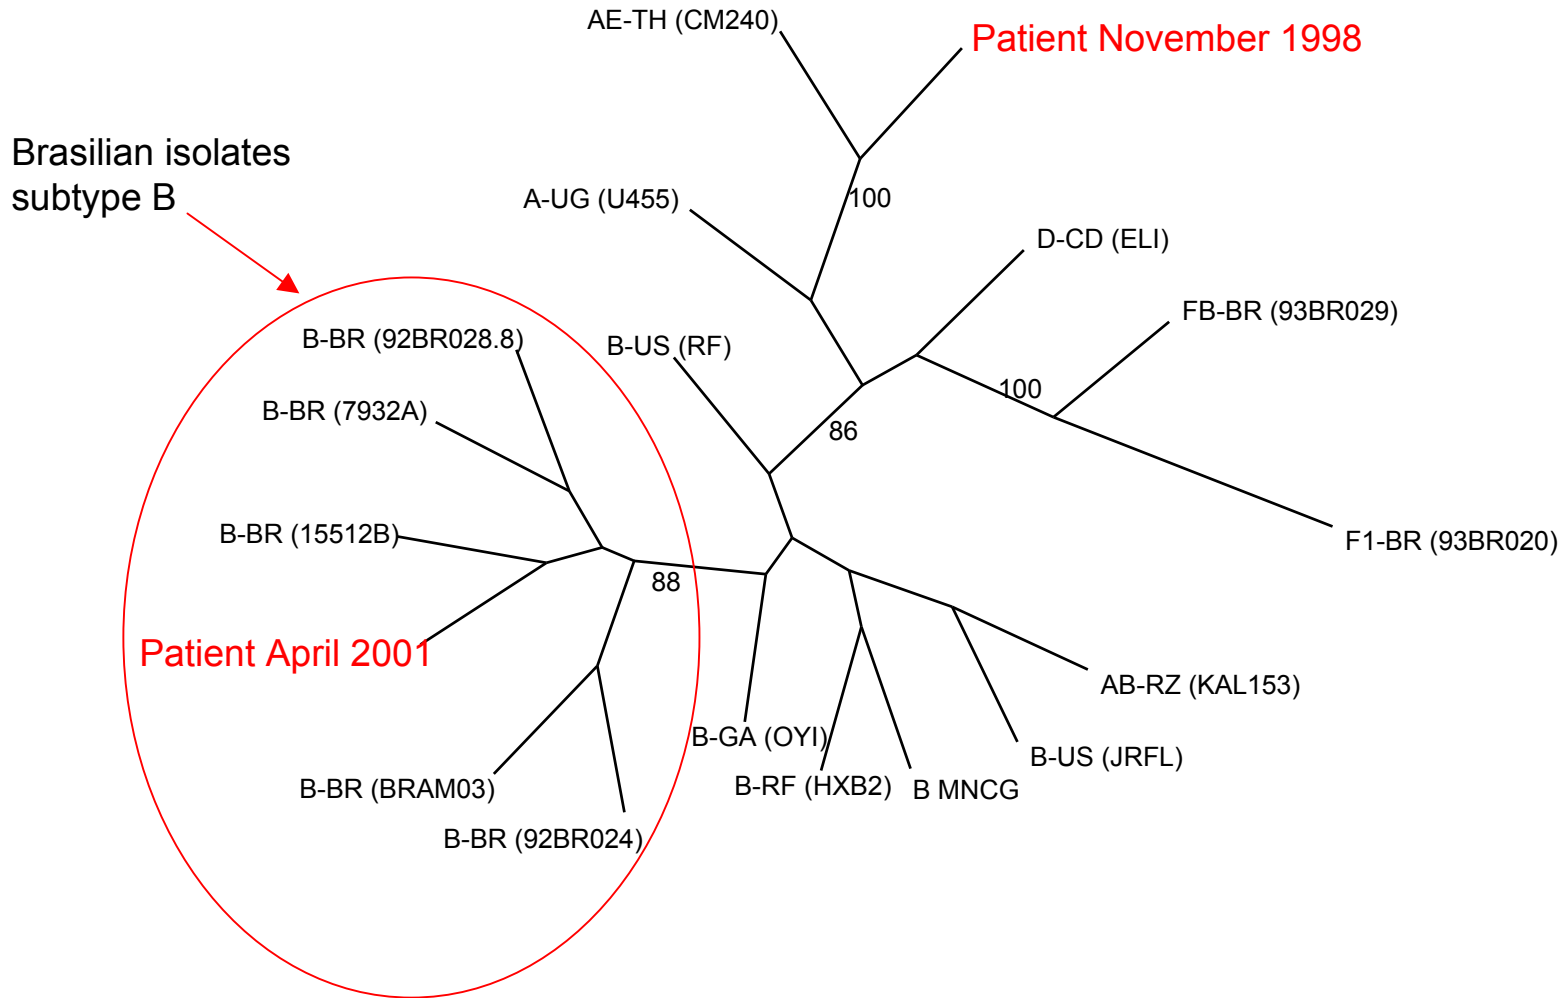 AE-TH (CM240)
Patient November 1998
Brasilian isolates
subtype B
A-UG (U455)
100
D-CD (ELI)
FB-BR (93BR029)
B-BR (92BR028.8)
B-US (RF)
100
B-BR (7932A)
86
B-BR (15512B)
F1-BR (93BR020)
88
Patient April 2001
AB-RZ (KAL153)
B-GA (OYI)
B-US (JRFL)
B-BR (BRAM03)
B-RF (HXB2)
B MNCG
B-BR (92BR024)